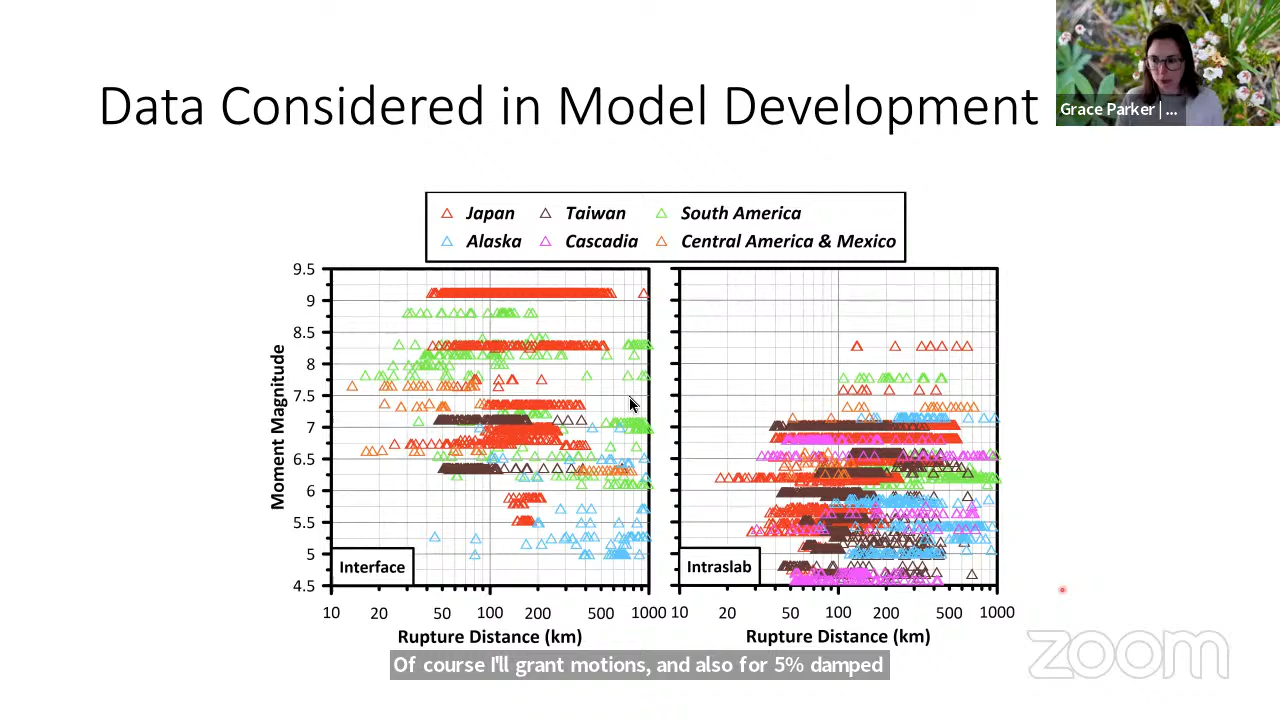 Data Considered in Model Development
Grace Parker | ...
Japan Taiwan South America
Alaska Cascadia Central America & Mexico
Moment Magnitude
9.5
9
8.5
8
7.5
7
6.5
6
5.5
5
4.5
Interface
Intraslab
10 20 50 100 200 500 1000 10 20 50 100 200 500 1000
Rupture Distance (km) Rupture Distance (km)
Of course I'll grant motions, and also for 5% damped
zoom